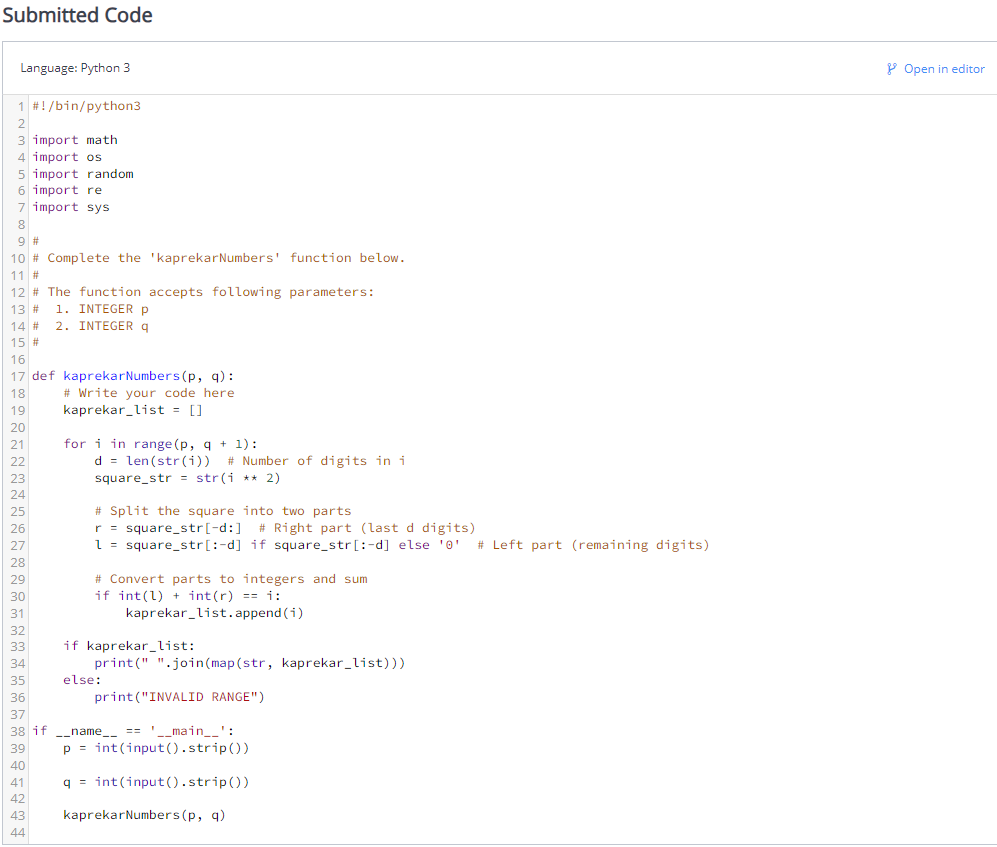 Submitted Code
Language: Python 3
Open in editor
1 #!/bin/python3
2
3 import math
4 import os
5 import random
6 import re
7 import sys
8
9 #
10 # Complete the 'kaprekarNumbers' function below.
11 #
12 # The function accepts following parameters:
13 #  1. INTEGER p
14 #  2. INTEGER q
15 #
16
17 def kaprekarNumbers(p, q):
18     # Write your code here
19     kaprekar_list = []
20
21     for i in range(p, q + 1):
22         d = len(str(i))  # Number of digits in i
23         square_str = str(i ** 2)
24
25         # Split the square into two parts
26         r = square_str[-d:]  # Right part (last d digits)
27         l = square_str[:-d] if square_str[:-d] else '0'  # Left part (remaining digits)
28
29         # Convert parts to integers and sum
30         if int(l) + int(r) == i:
31             kaprekar_list.append(i)
32
33     if kaprekar_list:
34         print(" ".join(map(str, kaprekar_list)))
35     else:
36         print("INVALID RANGE")
37
38 if __name__ == '__main__':
39     p = int(input().strip())
40
41     q = int(input().strip())
42
43     kaprekarNumbers(p, q)
44